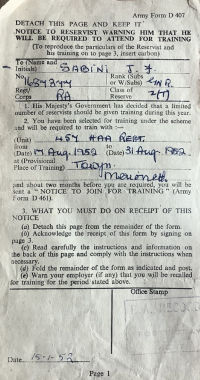 Army Form D 407
DETACH THIS PAGE AND KEEP IT
NOTICE TO RESERVIST WARNING HIM THAT HE
WILL BE REQUIRED TO ATTEND FOR TRAINING
(To reproduce the particulars of the Reservist and
his training on to page 3, insert carbon)
To (Name and
Initials) SABINI J.
No. Rank (Subs
or W/Subs)
Regt/
Corps RA
Class of
Reserve
1. His Majesty's Government has decided that a limited
number of reservists should be given training this year.
2. You have been selected for training under the scheme
and will be required to train with :—
(Unit) 457 HAA REGT.
from
(Date) 17 Aug. 1952 to (Date) 31 Aug. 1952
at (Provisional
Place of Training) Towyn.
Merioneth
and about two months before you are required, you will be
sent a "NOTICE TO JOIN FOR TRAINING" (Army
Form D.461).
3. WHAT YOU MUST DO ON RECEIPT OF THIS
NOTICE
(a) Detach this page from the remainder of the form.
(b) Acknowledge the receipt of this form by signing on
page 3.
(c) Read carefully the instructions and information on
the back of this page and comply with the instructions when
necessary.
(d) Fold the remainder of the form as indicated and post.
(e) Warn your employer (if any) that you will be recalled
for training for the period stated above.
Office Stamp
Date 15-1-52
Page 1